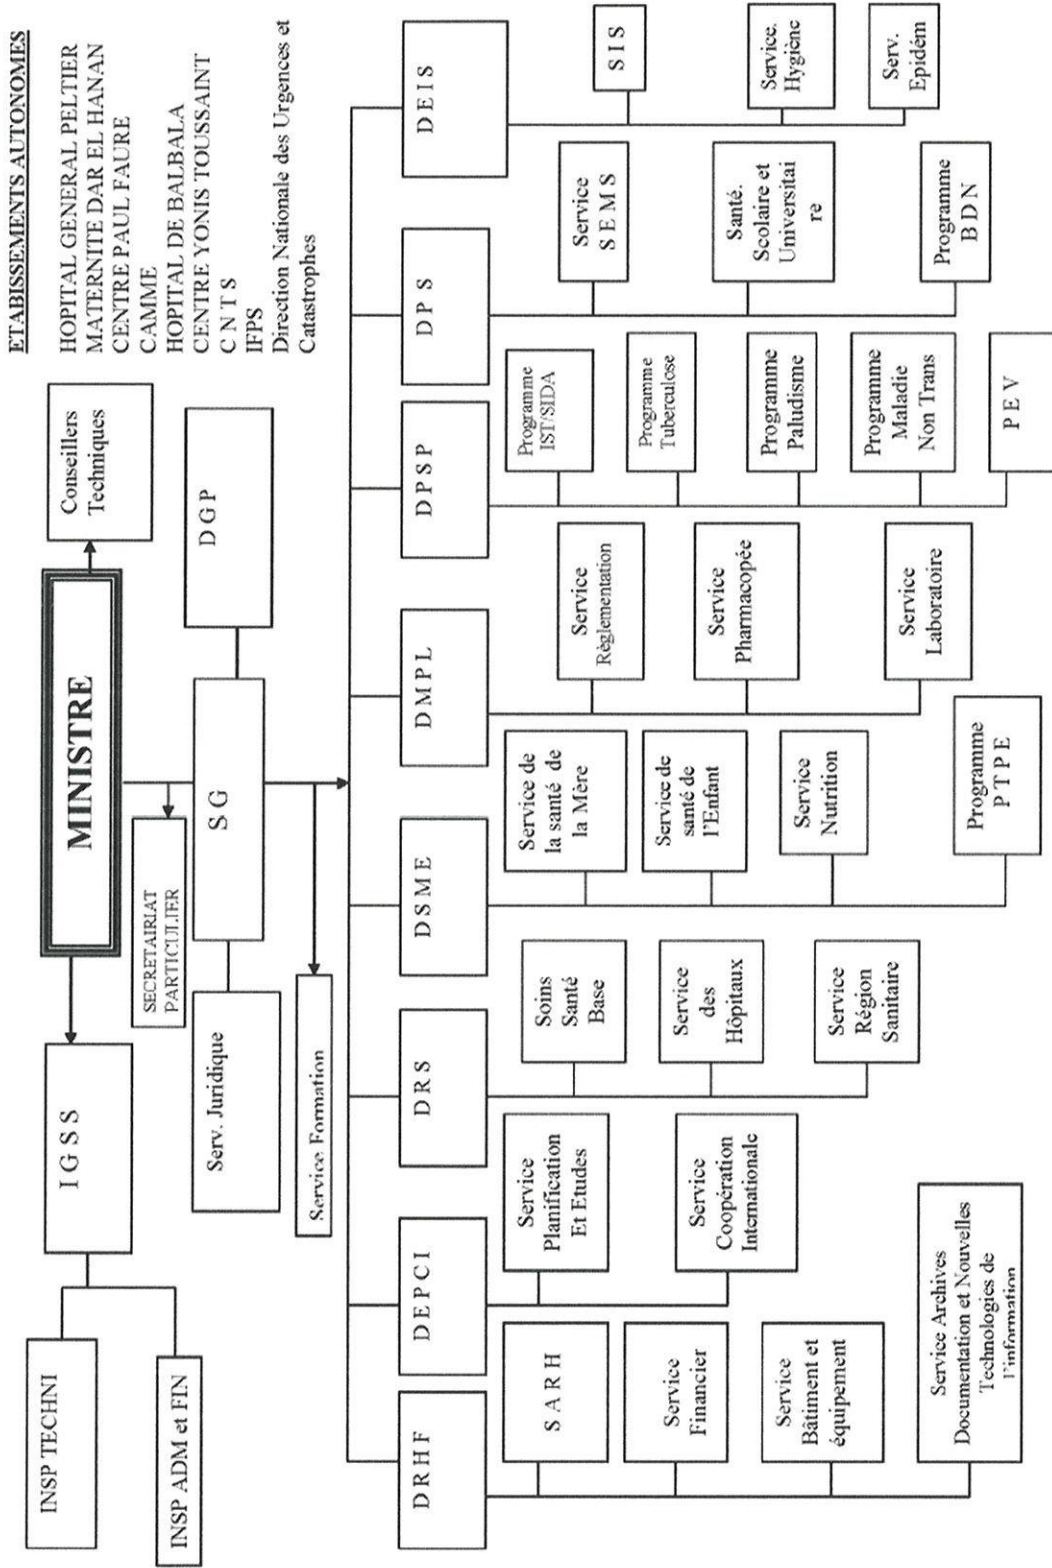 ETABISSEMENTS AUTONOMES
HOPITAL GENERAL PELTIER
MATERNITE DAR EL HANAN
CENTRE PAUL FAURE
CAMME
HOPITAL DE BALBALA
CENTRE YONIS TOUSSAINT
C N T S
IFPS
Direction Nationale des Urgences et
Catastrophes
MINISTRE
Conseillers
Techniques
I G S S
INSP TECHNI
INSP ADM et FIN
SECRETAIRIAT
PARTICULIER
S G
D G P
Serv. Juridique
Service Formation
D R H F
S A R H
Service
Financier
Service
Bâtiment et
équipement
Service Archives
Documentation et Nouvelles
Technologies de
l'information
DEPCI
Service
Planification
Et Etudes
Service
Coopération
Internationale
D R S
Soins
Santé
Base
Service
des
Hôpitaux
Service
Région
Sanitaire
DSME
Service de
la santé de
la Mère
Service de
santé de
l'Enfant
Service
Nutrition
Programme
P T P E
D M P L
Service
Règlementation
Service
Pharmacopée
Service
Laboratoire
D P S P
Programme
IST/SIDA
Programme
Tuberculose
Programme
Paludisme
Programme
Maladie
Non Trans
P E V
D P S
Service
S E M S
Santé.
Scolaire et
Universitai
re
Programme
B D N
D E I S
S I S
Service.
Hygiène
Serv.
Epidém